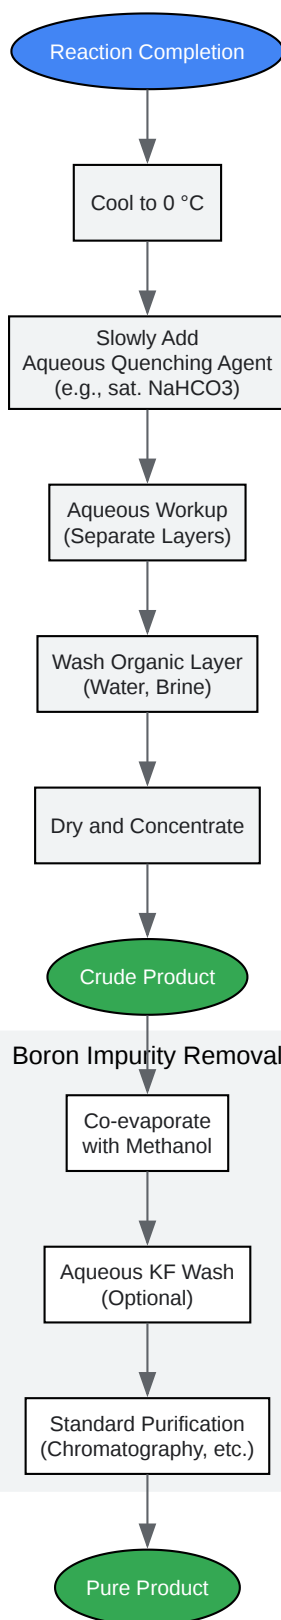 Reaction Completion
Cool to 0 °C
Slowly Add
Aqueous Quenching Agent
(e.g., sat. NaHCO3)
Aqueous Workup
(Separate Layers)
Wash Organic Layer
(Water, Brine)
Dry and Concentrate
Crude Product
Boron Impurity Removal
Co-evaporate
with Methanol
Aqueous KF Wash
(Optional)
Standard Purification
(Chromatography, etc.)
Pure Product